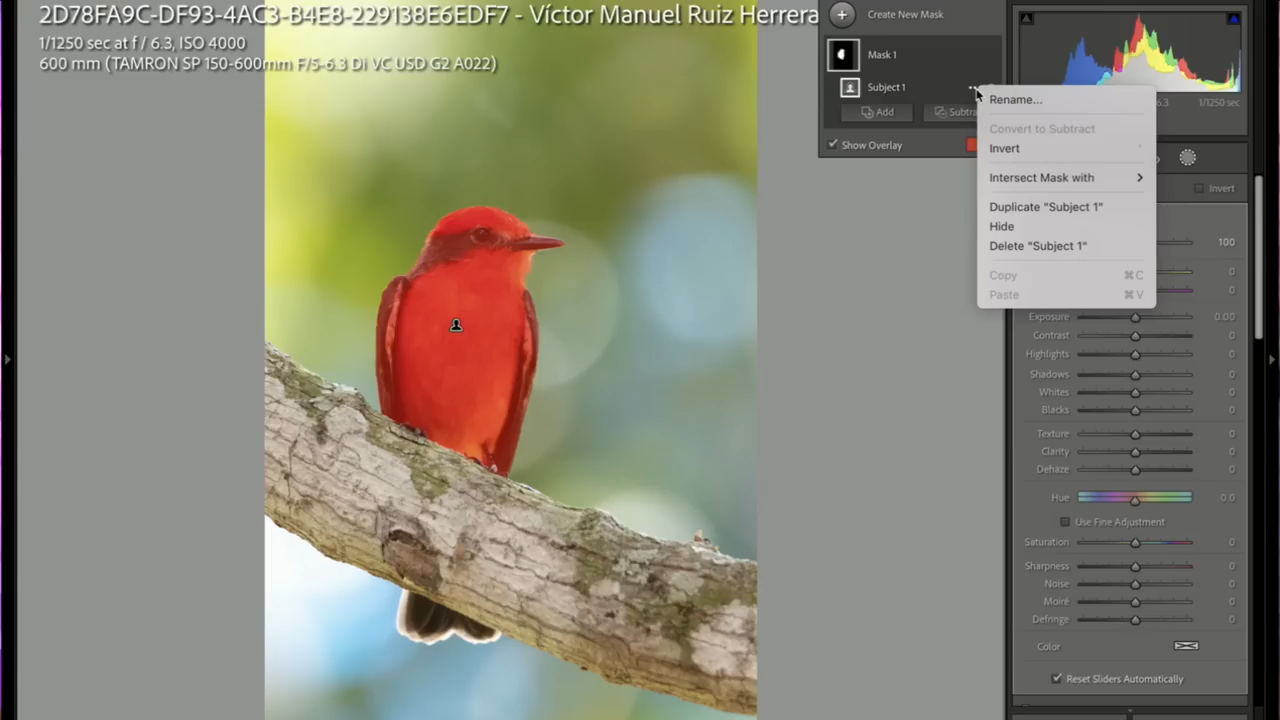 2D78FA9C-DF93-4AC3-B4E8-229138E6EDF7 - Víctor Manuel Ruiz Herrera
1/1250 sec at f / 6.3, ISO 4000
600 mm (TAMRON SP 150-600mm F/5-6.3 Di VC USD G2 A022)
Create New Mask
Mask 1
Subject 1
Add
Show Overlay
Rename...
Convert to Subtract
Invert
Intersect Mask with
Duplicate "Subject 1"
Hide
Delete "Subject 1"
Copy ⌘C
Paste ⌘V
6.3 1/1250 sec
Invert
100
0
0
Exposure 0.00
Contrast 0
Highlights 0
Shadows 0
Whites 0
Blacks 0
Texture 0
Clarity 0
Dehaze 0
Hue 0.0
Use Fine Adjustment
Saturation 0
Sharpness 0
Noise 0
Moiré 0
Defringe 0
Color
Reset Sliders Automatically